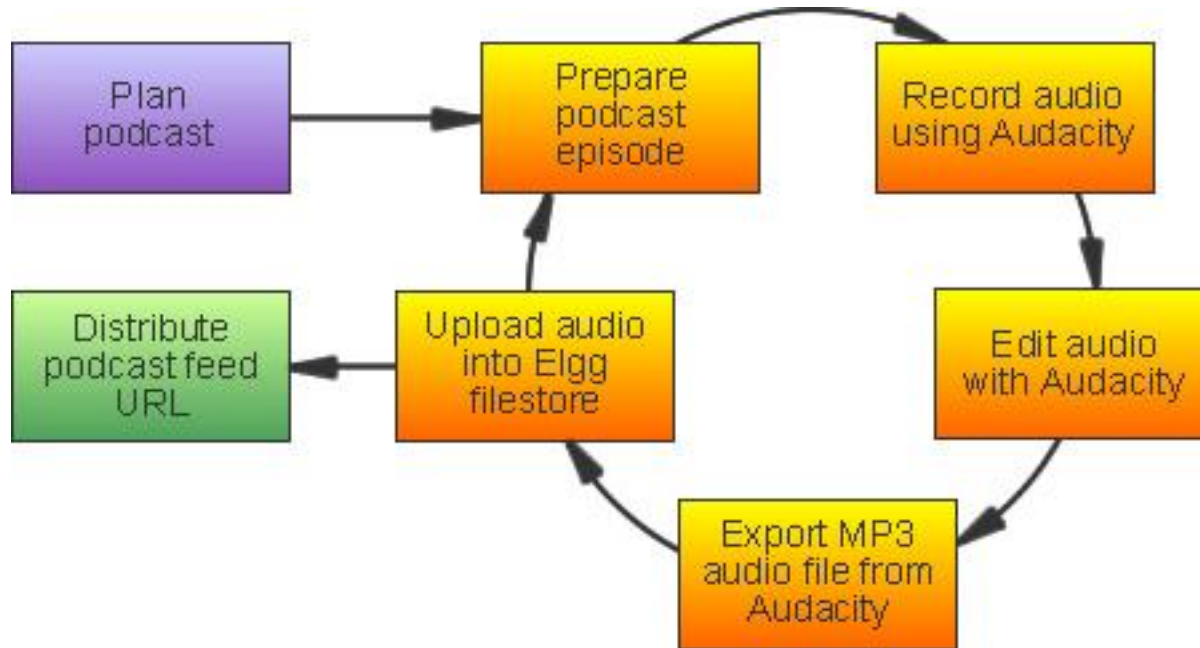 Plan
podcast
Prepare
podcast
episode
Record audio
using Audacity
Edit audio
with Audacity
Export MP3
audio file from
Audacity
Upload audio
into Elgg
filestore
Distribute
podcast feed
URL